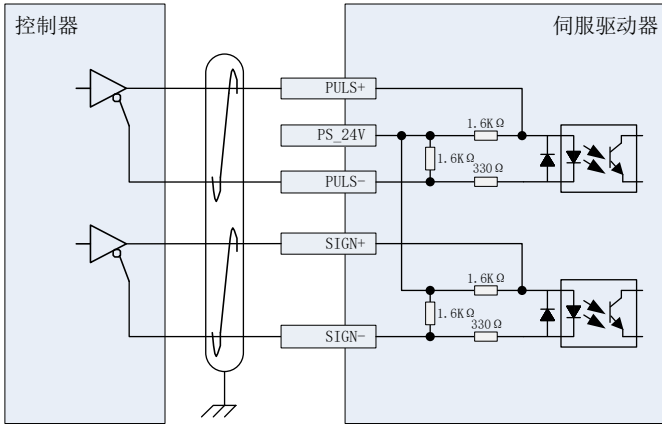 控制器
伺服驱动器
PULS+
1.6KΩ
PS_24V
1.6KΩ
330Ω
PULS-
SIGN+
1.6KΩ
1.6KΩ
330Ω
SIGN-